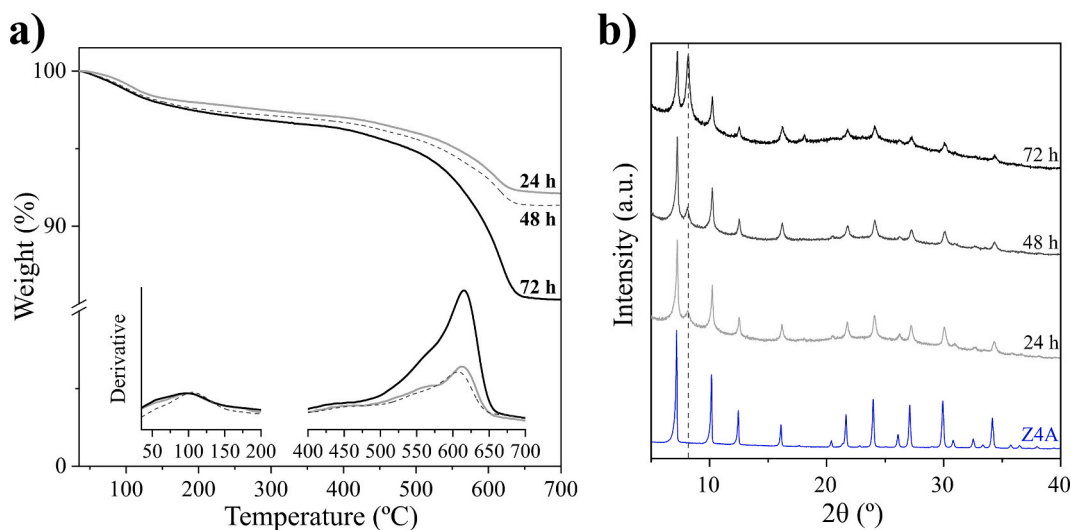 a)
100
90
0
Weight (%)
24 h
48 h
72 h
Derivative
50 100 150 200
400 450 500 550 600 650 700
100 200 300 400 500 600 700
Temperature (ºC)
b)
Intensity (a.u.)
72 h
48 h
24 h
Z4A
10 20 30 40
2θ (º)